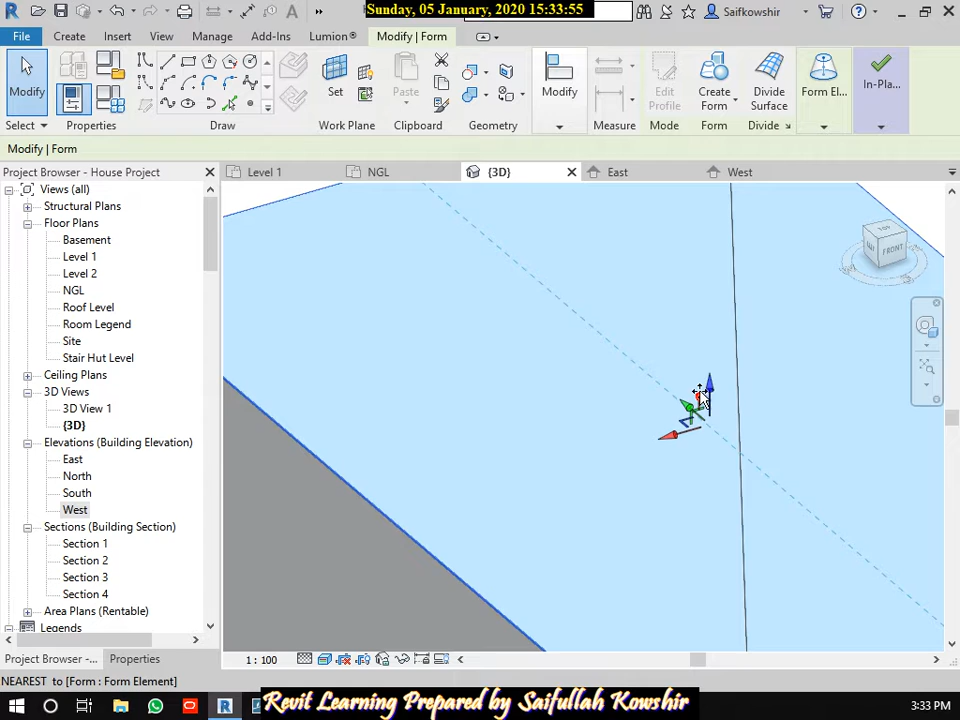 Sunday, 05 January, 2020 15:33:55
Saifkowshir
File
Create
Insert
View
Manage
Add-Ins
Lumion®
Modify | Form
Modify
Set
Paste
Modify
Edit
Profile
Create
Form
Divide
Surface
Form El...
In-Pla...
Select
Properties
Draw
Work Plane
Clipboard
Geometry
Measure
Mode
Form
Divide
Modify | Form
Project Browser - House Project
Level 1
NGL
{3D}
East
West
Views (all)
Structural Plans
Floor Plans
Basement
Level 1
Level 2
NGL
Roof Level
Room Legend
Site
Stair Hut Level
Ceiling Plans
3D Views
3D View 1
{3D}
Elevations (Building Elevation)
East
North
South
West
Sections (Building Section)
Section 1
Section 2
Section 3
Section 4
Area Plans (Rentable)
Legends
TOP
FRONT
Project Browser -...
Properties
1 : 100
NEAREST to [Form : Form Element]
Revit Learning Prepared by Saifullah Kowshir
3:33 PM